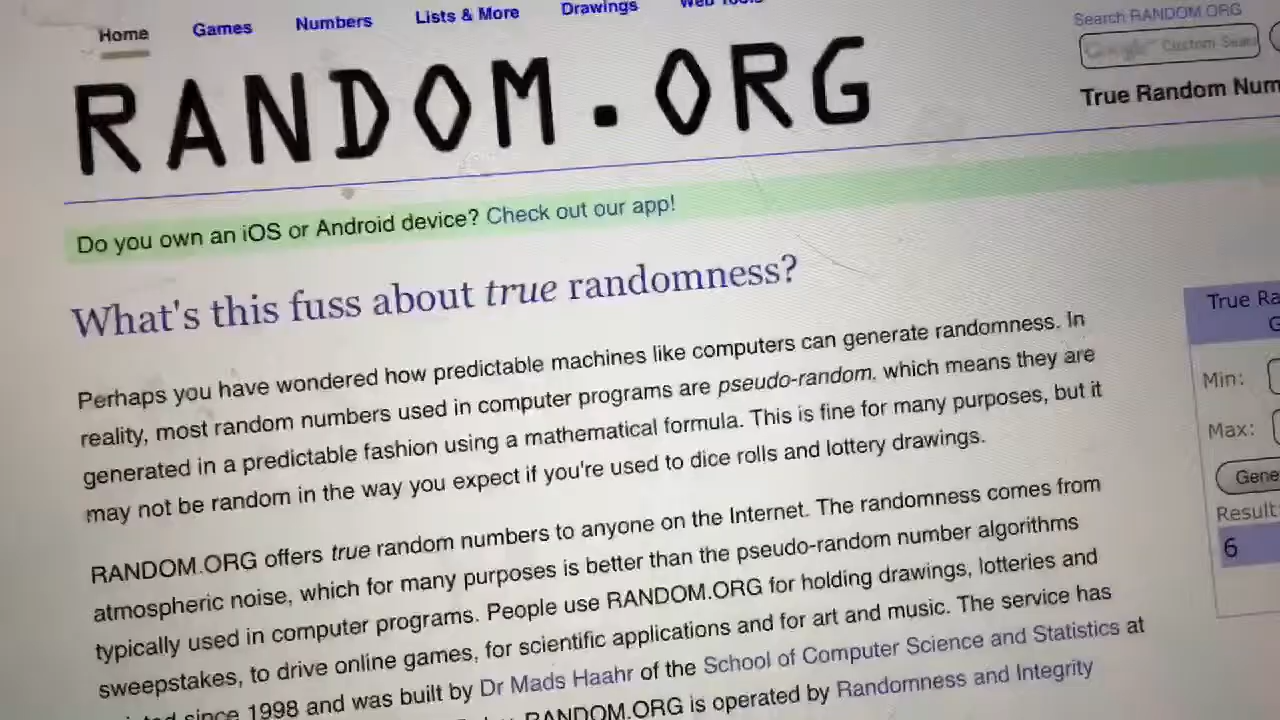 Home Games Numbers Lists & More Drawings Web Tools
Search RANDOM.ORG
Google Custom
RANDOM.ORG
True Random
Do you own an iOS or Android device? Check out our app!
What's this fuss about true randomness?
Perhaps you have wondered how predictable machines like computers can generate randomness. In
reality, most random numbers used in computer programs are pseudo-random, which means they are
generated in a predictable fashion using a mathematical formula. This is fine for many purposes, but it
may not be random in the way you expect if you're used to dice rolls and lottery drawings.
RANDOM.ORG offers true random numbers to anyone on the Internet. The randomness comes from
atmospheric noise, which for many purposes is better than the pseudo-random number algorithms
typically used in computer programs. People use RANDOM.ORG for holding drawings, lotteries and
sweepstakes, to drive online games, for scientific applications and for art and music. The service has
since 1998 and was built by Dr Mads Haahr of the School of Computer Science and Statistics at
RANDOM.ORG is operated by Randomness and Integrity
True
Min:
Max:
Result:
6